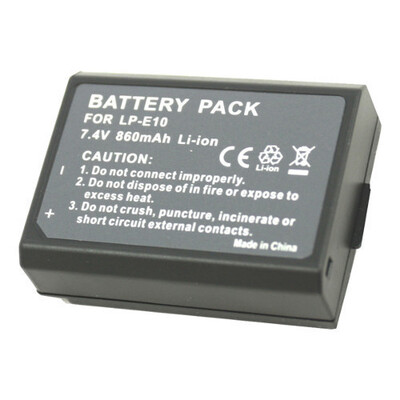 BATTERY PACK
FOR LP-E10
7.4V 860mAh Li-ion
CAUTION:
1. Do not connect improperly.
2. Do not dispose in of fire or expose to
excess heat.
3. Do not crush, puncture, incinerate or
short circuit external contacts.
CE
Li-ion
−
+
Made in China